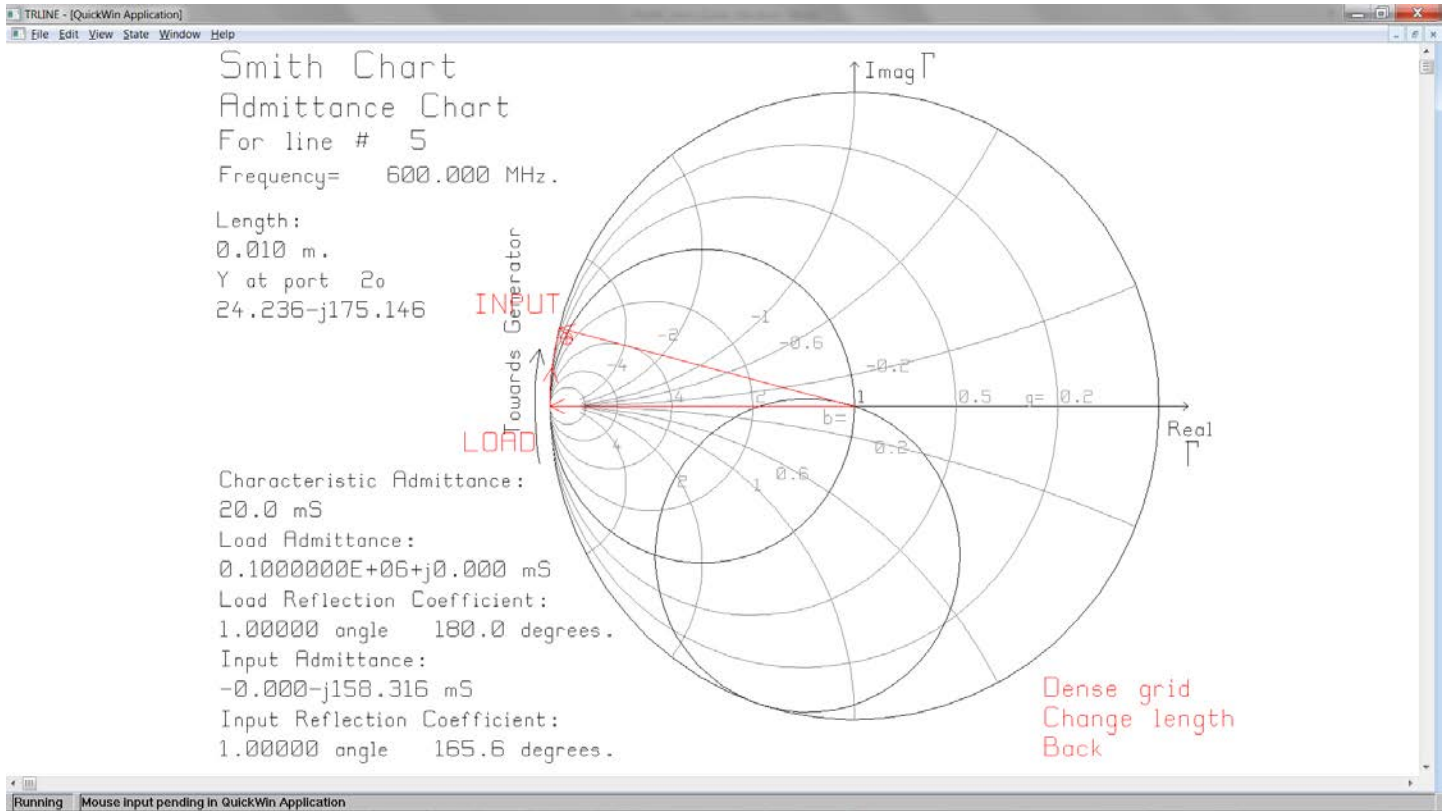 TRLINE - [QuickWin Application]
File Edit View State Window Help
Smith Chart
Admittance Chart
For line # 5
Frequency= 600.000 MHz.
Length:
0.010 m.
Y at port 2o
24.236-j175.146
Towards Generator
INPUT
LOAD
Imag Γ
Real
Γ
-1
-2
-0.6
-4
-0.2
4
2
1
0.5
g= 0.2
b=
0.2
4
0.6
2
1
Characteristic Admittance:
20.0 mS
Load Admittance:
0.1000000E+06+j0.000 mS
Load Reflection Coefficient:
1.00000 angle 180.0 degrees.
Input Admittance:
-0.000-j158.316 mS
Input Reflection Coefficient:
1.00000 angle 165.6 degrees.
Dense grid
Change length
Back
Running Mouse input pending in QuickWin Application